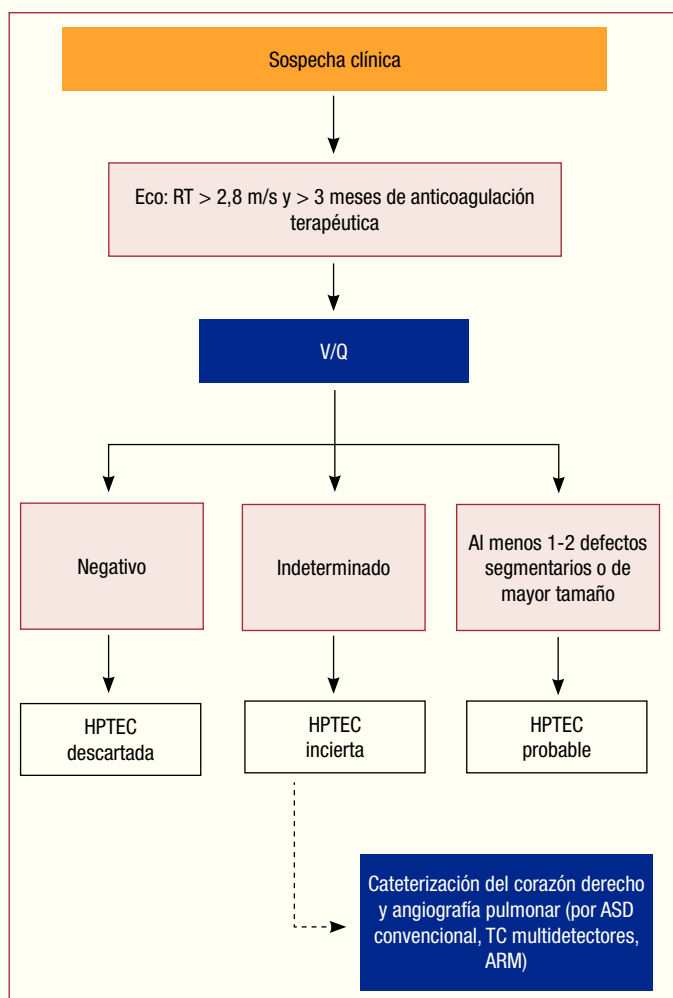 Sospecha clínica
Eco: RT > 2,8 m/s y > 3 meses de anticoagulación
terapéutica
V/Q
Negativo
Indeterminado
Al menos 1-2 defectos
segmentarios o de
mayor tamaño
HPTEC
descartada
HPTEC
incierta
HPTEC
probable
Cateterización del corazón derecho
y angiografía pulmonar (por ASD
convencional, TC multidetectores,
ARM)